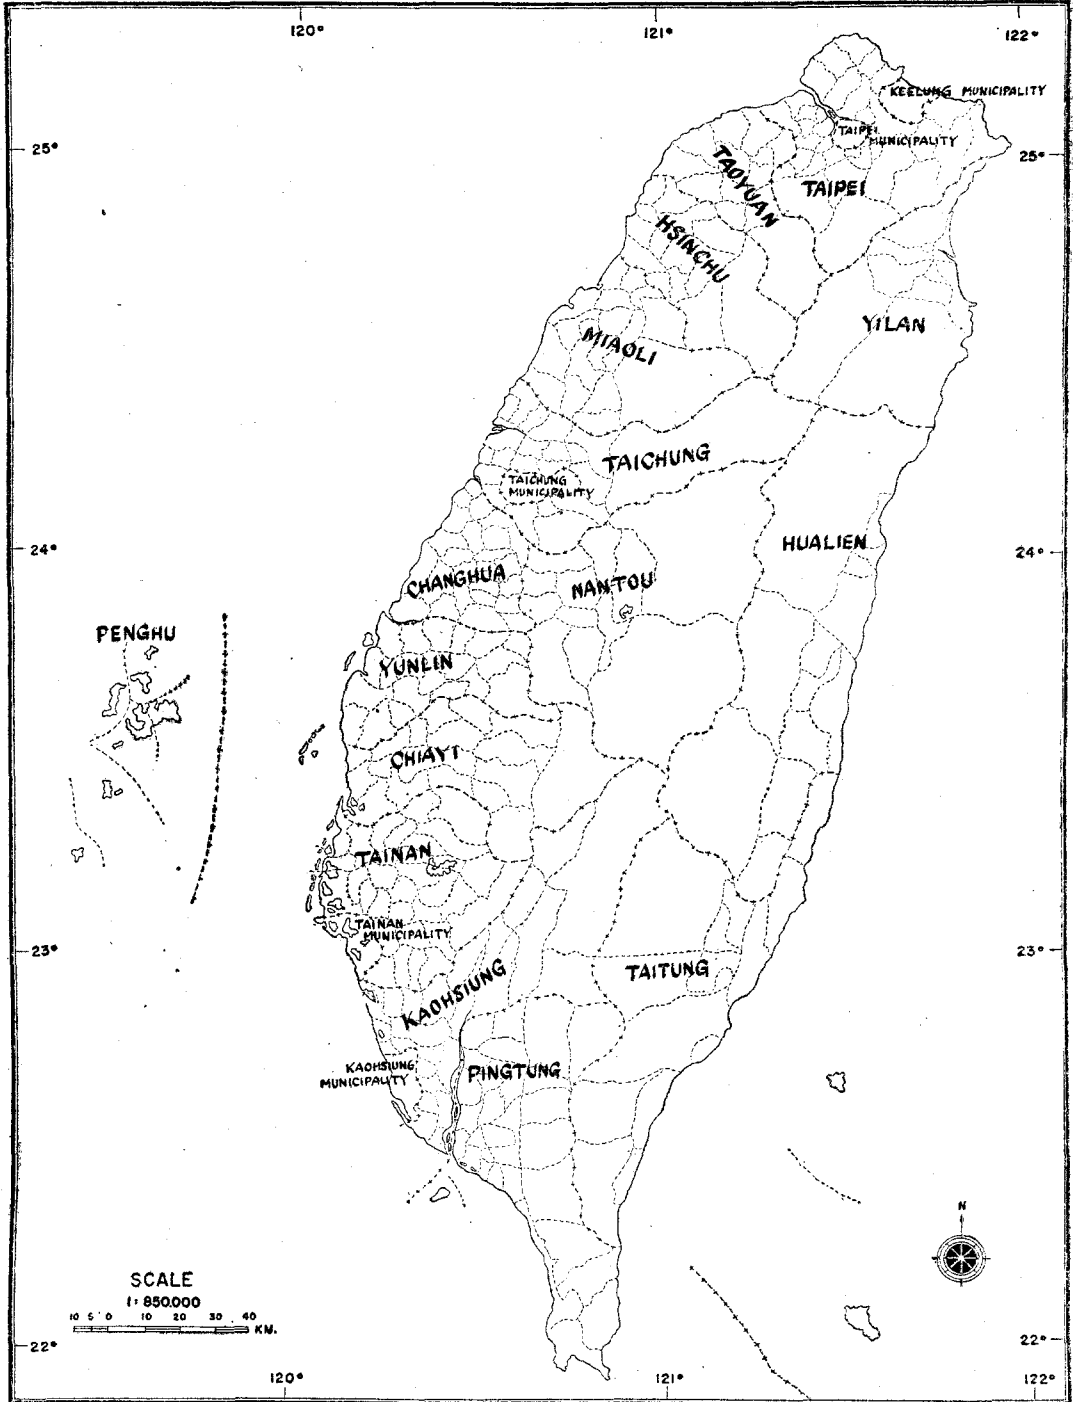 120°
121°
122°
KEELUNG MUNICIPALITY
TAIPEI
MUNICIPALITY
25°
25°
TAOYUAN
TAIPEI
HSINCHU
YILAN
MIAOLI
TAICHUNG
TAICHUNG
MUNICIPALITY
24°
24°
HUALIEN
CHANGHUA
NANTOU
PENGHU
YUNLIN
CHIAYI
TAINAN
TAINAN
MUNICIPALITY
23°
23°
TAITUNG
KAOHSIUNG
KAOHSIUNG
MUNICIPALITY
PINGTUNG
N
SCALE
1:850.000
10 5 0 10 20 30 40
KM.
22°
22°
120°
121°
122°